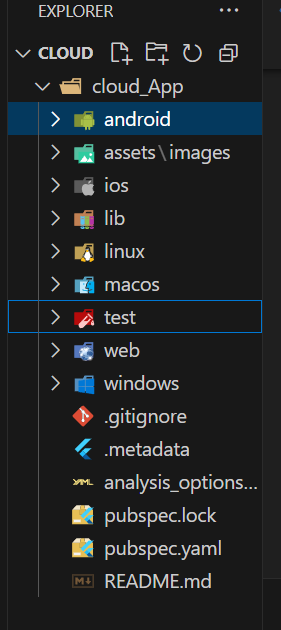 EXPLORER
CLOUD
cloud_App
android
assets\images
ios
lib
linux
macos
test
web
windows
.gitignore
.metadata
YAML analysis_options...
pubspec.lock
pubspec.yaml
README.md